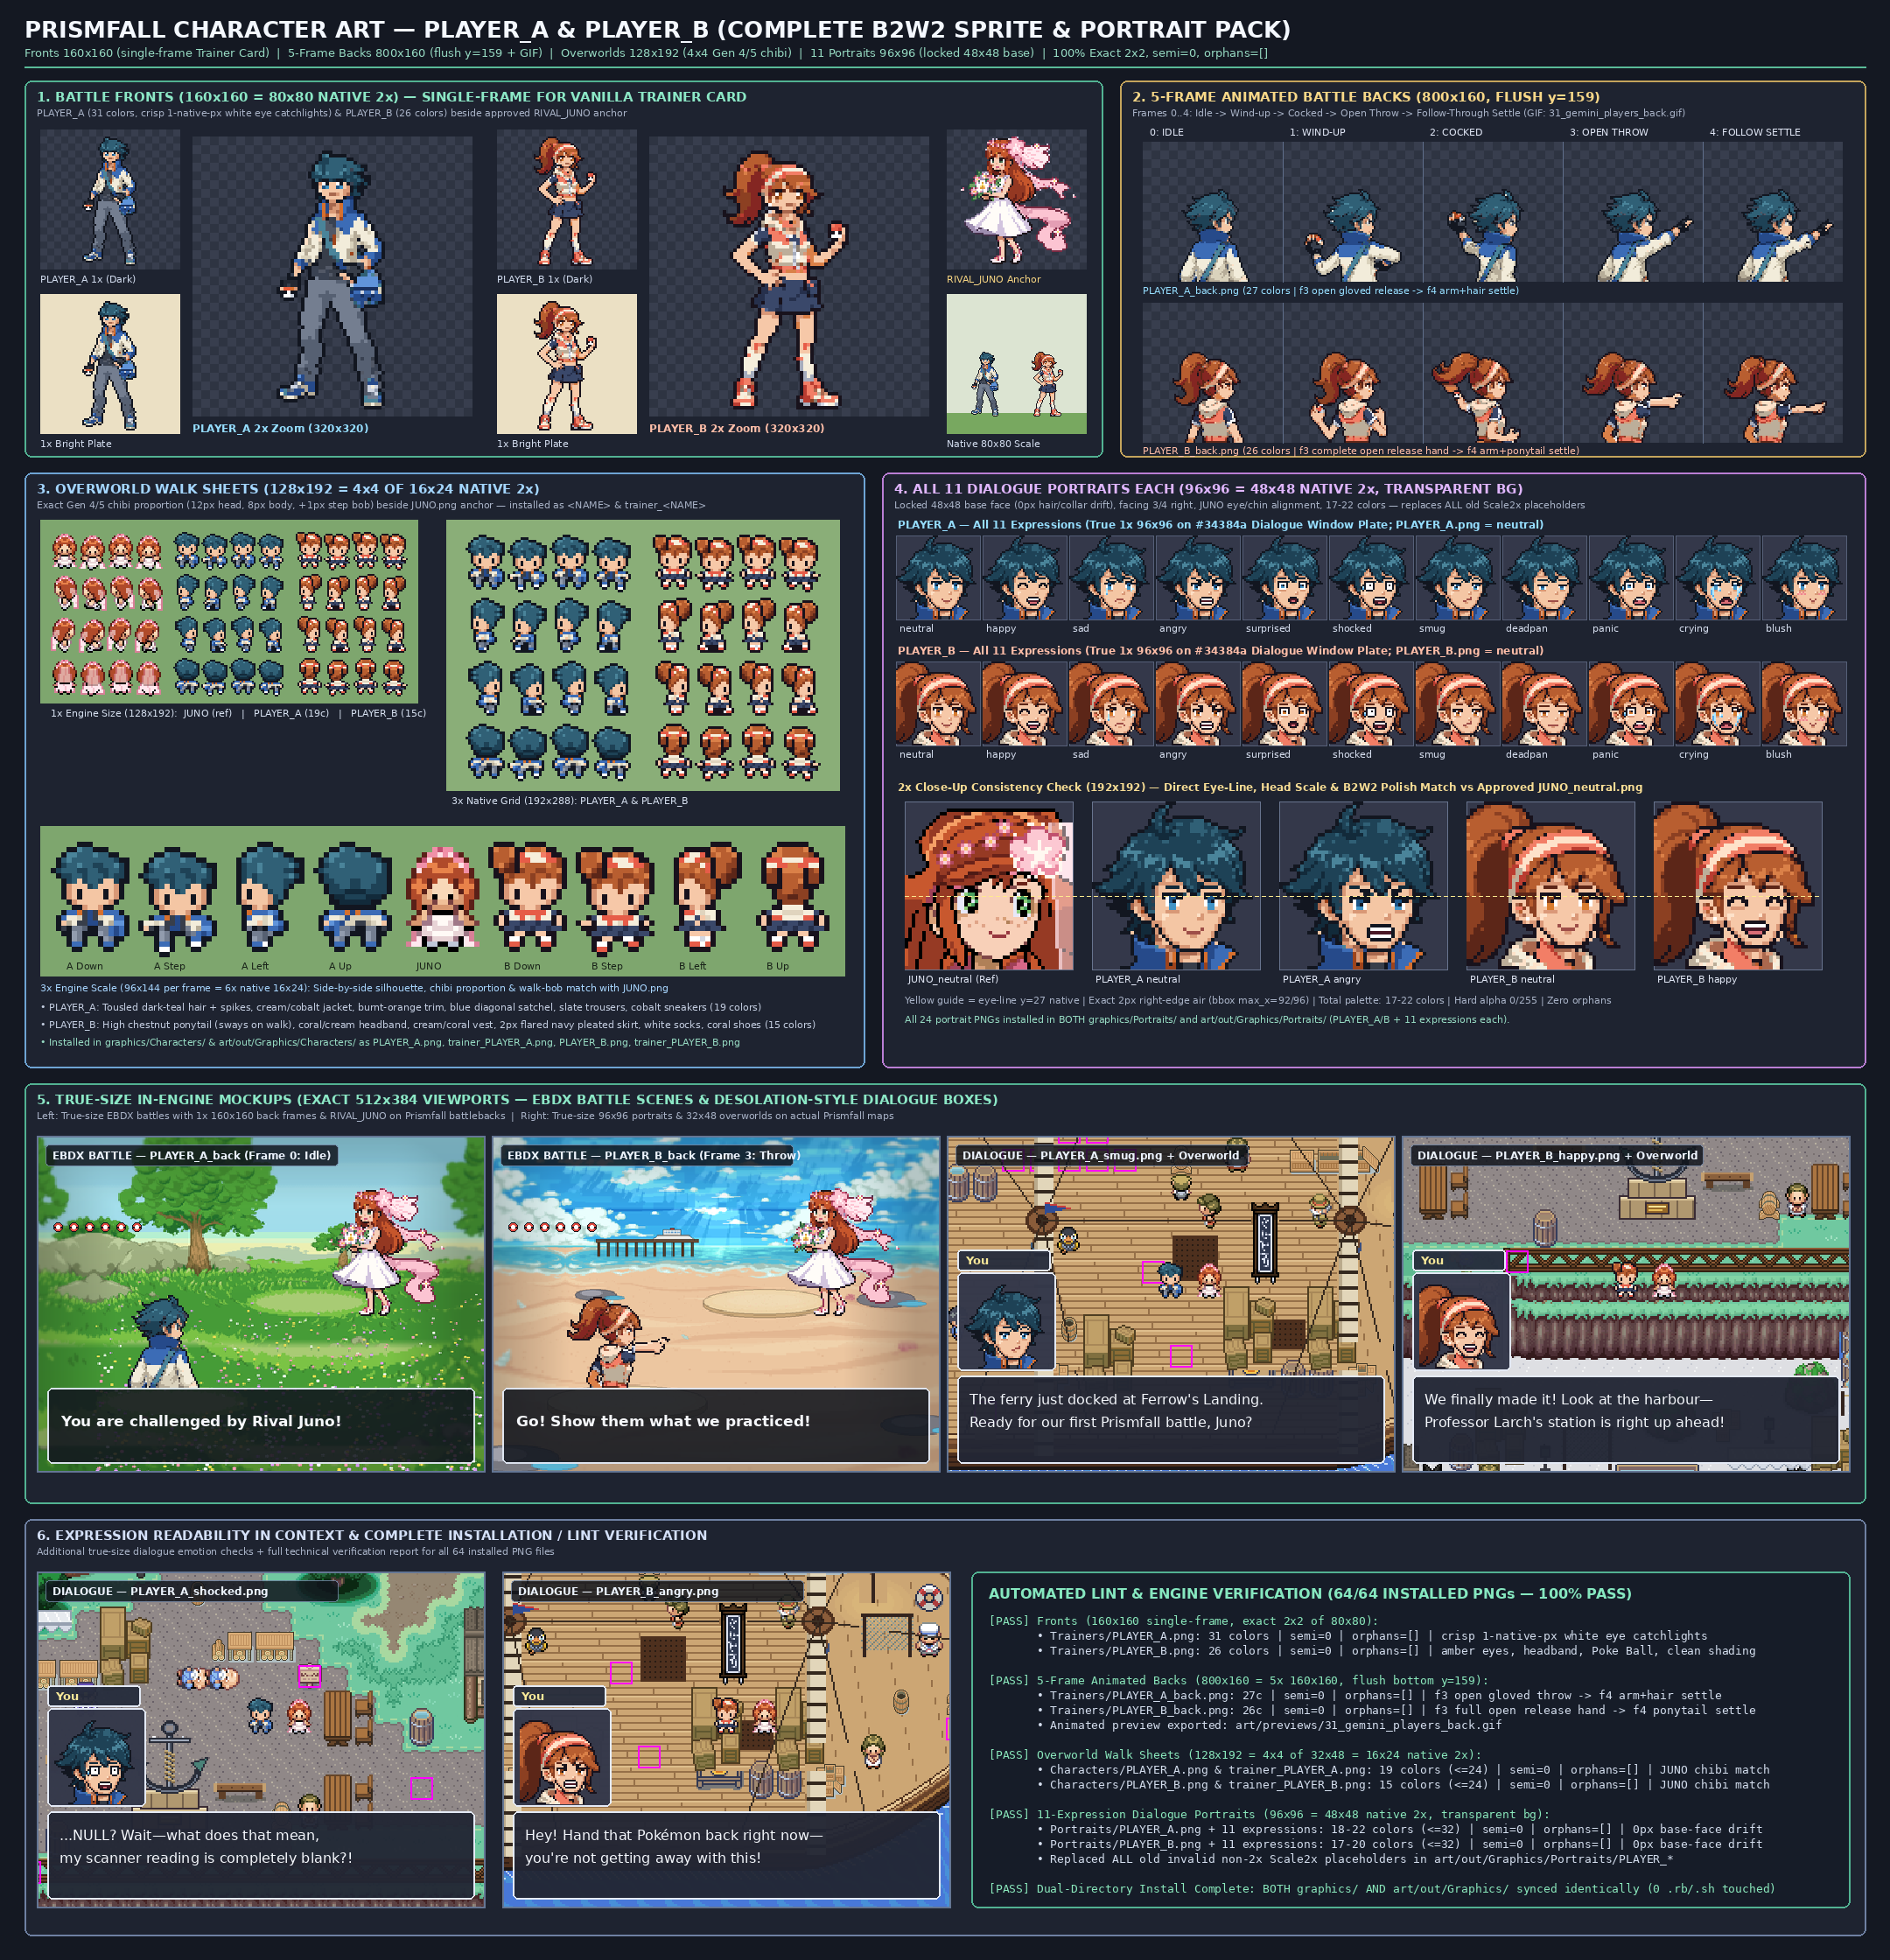 PRISMFALL CHARACTER ART — PLAYER_A & PLAYER_B (COMPLETE B2W2 SPRITE & PORTRAIT PACK)
Fronts 160x160 (single-frame Trainer Card) | 5-Frame Backs 800x160 (flush y=159 + GIF) | Overworlds 128x192 (4x4 Gen 4/5 chibi) | 11 Portraits 96x96 (locked 48x48 base) | 100% Exact 2x2, semi=0, orphans=[]
1. BATTLE FRONTS (160x160 = 80x80 NATIVE 2x) — SINGLE-FRAME FOR VANILLA TRAINER CARD
PLAYER_A (31 colors, crisp 1-native-px white eye catchlights) & PLAYER_B (26 colors) beside approved RIVAL_JUNO anchor
PLAYER_A 1x (Dark)
PLAYER_B 1x (Dark)
RIVAL_JUNO Anchor
1x Bright Plate
PLAYER_A 2x Zoom (320x320)
1x Bright Plate
PLAYER_B 2x Zoom (320x320)
Native 80x80 Scale
2. 5-FRAME ANIMATED BATTLE BACKS (800x160, FLUSH y=159)
Frames 0..4: Idle -> Wind-up -> Cocked -> Open Throw -> Follow-Through Settle (GIF: 31_gemini_players_back.gif)
0: IDLE
1: WIND-UP
2: COCKED
3: OPEN THROW
4: FOLLOW SETTLE
PLAYER_A_back.png (27 colors | f3 open gloved release -> f4 arm+hair settle)
PLAYER_B_back.png (26 colors | f3 complete open release hand -> f4 arm+ponytail settle)
3. OVERWORLD WALK SHEETS (128x192 = 4x4 OF 16x24 NATIVE 2x)
Exact Gen 4/5 chibi proportion (12px head, 8px body, +1px step bob) beside JUNO.png anchor — installed as <NAME> & trainer_<NAME>
1x Engine Size (128x192): JUNO (ref) | PLAYER_A (19c) | PLAYER_B (15c)
3x Native Grid (192x288): PLAYER_A & PLAYER_B
A Down
A Step
A Left
A Up
JUNO
B Down
B Step
B Left
B Up
3x Engine Scale (96x144 per frame = 6x native 16x24): Side-by-side silhouette, chibi proportion & walk-bob match with JUNO.png
• PLAYER_A: Tousled dark-teal hair + spikes, cream/cobalt jacket, burnt-orange trim, blue diagonal satchel, slate trousers, cobalt sneakers (19 colors)
• PLAYER_B: High chestnut ponytail (sways on walk), coral/cream headband, cream/coral vest, 2px flared navy pleated skirt, white socks, coral shoes (15 colors)
• Installed in graphics/Characters/ & art/out/Graphics/Characters/ as PLAYER_A.png, trainer_PLAYER_A.png, PLAYER_B.png, trainer_PLAYER_B.png
4. ALL 11 DIALOGUE PORTRAITS EACH (96x96 = 48x48 NATIVE 2x, TRANSPARENT BG)
Locked 48x48 base face (0px hair/collar drift), facing 3/4 right, JUNO eye/chin alignment, 17-22 colors — replaces ALL old Scale2x placeholders
PLAYER_A — All 11 Expressions (True 1x 96x96 on #34384a Dialogue Window Plate; PLAYER_A.png = neutral)
neutral
happy
sad
angry
surprised
shocked
smug
deadpan
panic
crying
blush
PLAYER_B — All 11 Expressions (True 1x 96x96 on #34384a Dialogue Window Plate; PLAYER_B.png = neutral)
neutral
happy
sad
angry
surprised
shocked
smug
deadpan
panic
crying
blush
2x Close-Up Consistency Check (192x192) — Direct Eye-Line, Head Scale & B2W2 Polish Match vs Approved JUNO_neutral.png
JUNO_neutral (Ref)
PLAYER_A neutral
PLAYER_A angry
PLAYER_B neutral
PLAYER_B happy
Yellow guide = eye-line y=27 native | Exact 2px right-edge air (bbox max_x=92/96) | Total palette: 17-22 colors | Hard alpha 0/255 | Zero orphans
All 24 portrait PNGs installed in BOTH graphics/Portraits/ and art/out/Graphics/Portraits/ (PLAYER_A/B + 11 expressions each).
5. TRUE-SIZE IN-ENGINE MOCKUPS (EXACT 512x384 VIEWPORTS — EBDX BATTLE SCENES & DESOLATION-STYLE DIALOGUE BOXES)
Left: True-size EBDX battles with 1x 160x160 back frames & RIVAL_JUNO on Prismfall battlebacks | Right: True-size 96x96 portraits & 32x48 overworlds on actual Prismfall maps
EBDX BATTLE — PLAYER_A_back (Frame 0: Idle)
You are challenged by Rival Juno!
EBDX BATTLE — PLAYER_B_back (Frame 3: Throw)
Go! Show them what we practiced!
DIALOGUE — PLAYER_A_smug.png + Overworld
You
The ferry just docked at Ferrow's Landing.
Ready for our first Prismfall battle, Juno?
DIALOGUE — PLAYER_B_happy.png + Overworld
You
We finally made it! Look at the harbour—
Professor Larch's station is right up ahead!
6. EXPRESSION READABILITY IN CONTEXT & COMPLETE INSTALLATION / LINT VERIFICATION
Additional true-size dialogue emotion checks + full technical verification report for all 64 installed PNG files
DIALOGUE — PLAYER_A_shocked.png
You
...NULL? Wait—what does that mean,
my scanner reading is completely blank?!
DIALOGUE — PLAYER_B_angry.png
You
Hey! Hand that Pokémon back right now—
you're not getting away with this!
AUTOMATED LINT & ENGINE VERIFICATION (64/64 INSTALLED PNGs — 100% PASS)
[PASS] Fronts (160x160 single-frame, exact 2x2 of 80x80):
• Trainers/PLAYER_A.png: 31 colors | semi=0 | orphans=[] | crisp 1-native-px white eye catchlights
• Trainers/PLAYER_B.png: 26 colors | semi=0 | orphans=[] | amber eyes, headband, Poke Ball, clean shading
[PASS] 5-Frame Animated Backs (800x160 = 5x 160x160, flush bottom y=159):
• Trainers/PLAYER_A_back.png: 27c | semi=0 | orphans=[] | f3 open gloved throw -> f4 arm+hair settle
• Trainers/PLAYER_B_back.png: 26c | semi=0 | orphans=[] | f3 full open release hand -> f4 ponytail settle
• Animated preview exported: art/previews/31_gemini_players_back.gif
[PASS] Overworld Walk Sheets (128x192 = 4x4 of 32x48 = 16x24 native 2x):
• Characters/PLAYER_A.png & trainer_PLAYER_A.png: 19 colors (<=24) | semi=0 | orphans=[] | JUNO chibi match
• Characters/PLAYER_B.png & trainer_PLAYER_B.png: 15 colors (<=24) | semi=0 | orphans=[] | JUNO chibi match
[PASS] 11-Expression Dialogue Portraits (96x96 = 48x48 native 2x, transparent bg):
• Portraits/PLAYER_A.png + 11 expressions: 18-22 colors (<=32) | semi=0 | orphans=[] | 0px base-face drift
• Portraits/PLAYER_B.png + 11 expressions: 17-20 colors (<=32) | semi=0 | orphans=[] | 0px base-face drift
• Replaced ALL old invalid non-2x Scale2x placeholders in art/out/Graphics/Portraits/PLAYER_*
[PASS] Dual-Directory Install Complete: BOTH graphics/ AND art/out/Graphics/ synced identically (0 .rb/.sh touched)